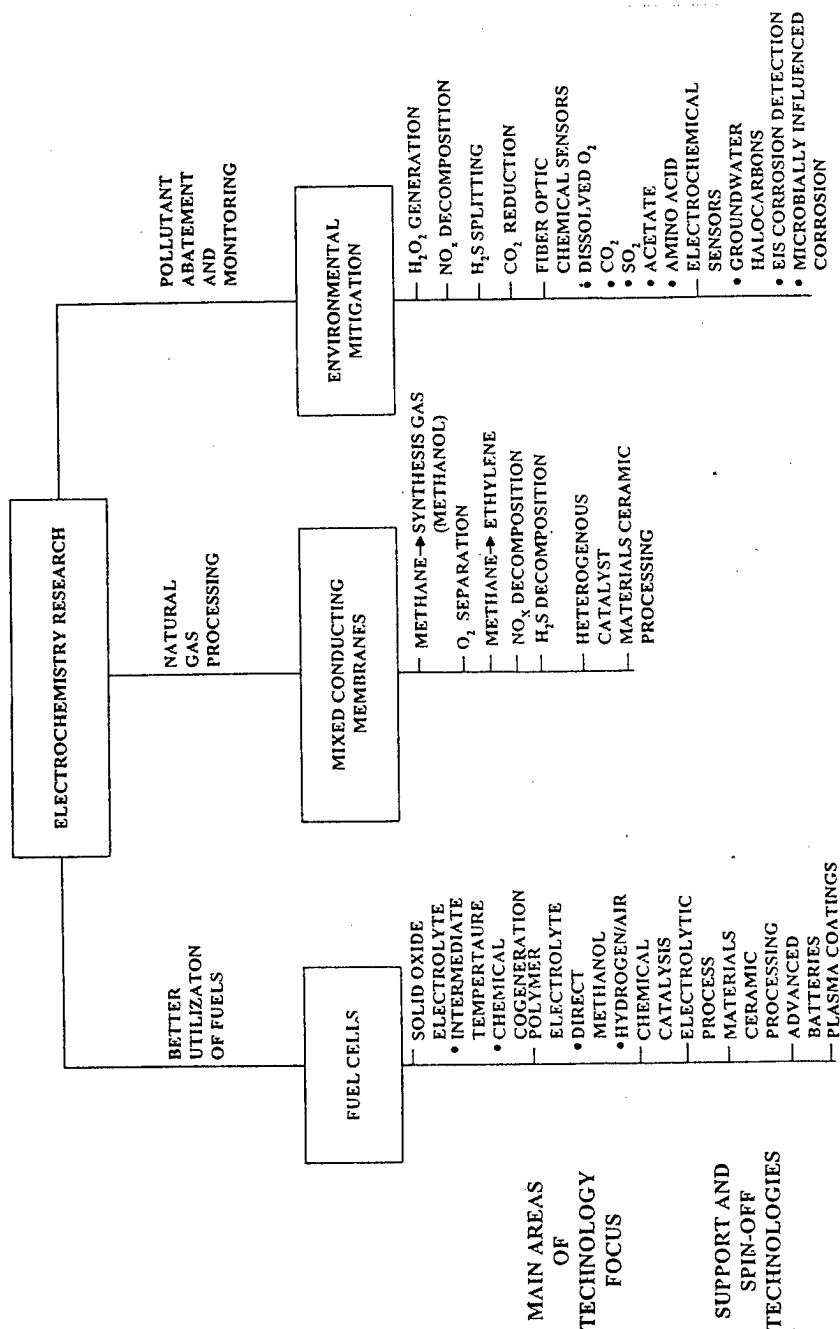 ELECTROCHEMISTRY RESEARCH
BETTER
UTILIZATON
OF FUELS
NATURAL
GAS
PROCESSING
POLLUTANT
ABATEMENT
AND
MONITORING
FUEL CELLS
MIXED CONDUCTING
MEMBRANES
ENVIRONMENTAL
MITIGATION
MAIN AREAS
OF
TECHNOLOGY
FOCUS
SUPPORT AND
SPIN-OFF
TECHNOLOGIES
SOLID OXIDE
ELECTROLYTE
• INTERMEDIATE
TEMPERTAURE
• CHEMICAL
COGENERATION
POLYMER
ELECTROLYTE
• DIRECT
METHANOL
• HYDROGEN/AIR
CHEMICAL
CATALYSIS
ELECTROLYTIC
PROCESS
MATERIALS
CERAMIC
PROCESSING
ADVANCED
BATTERIES
PLASMA COATINGS
METHANE→SYNTHESIS GAS
(METHANOL)
O₂ SEPARATION
METHANE→ ETHYLENE
NOₓ DECOMPOSITION
H₂S DECOMPOSITION
HETEROGENOUS
CATALYST
MATERIALS CERAMIC
PROCESSING
H₂O₂ GENERATION
NOₓ DECOMPOSITION
H₂S SPLITTING
CO₂ REDUCTION
FIBER OPTIC
CHEMICAL SENSORS
• DISSOLVED O₂
• CO₂
• SO₂
• ACETATE
• AMINO ACID
ELECTROCHEMICAL
SENSORS
• GROUNDWATER
HALOCARBONS
• EIS CORROSION DETECTION
• MICROBIALLY INFLUENCED
CORROSION